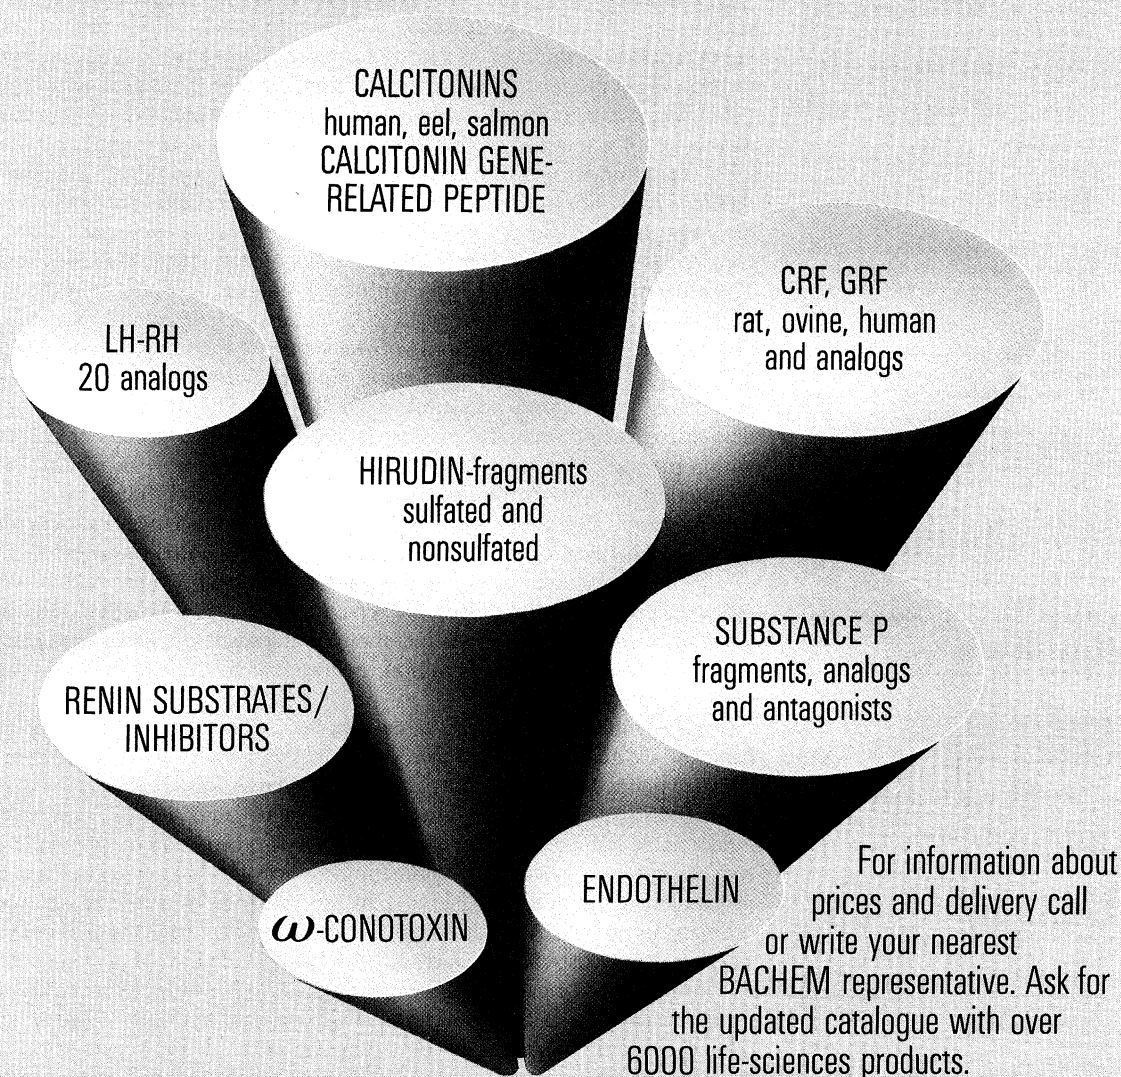 CALCITONINS
human, eel, salmon
CALCITONIN GENE-
RELATED PEPTIDE
CRF, GRF
rat, ovine, human
and analogs
LH-RH
20 analogs
HIRUDIN-fragments
sulfated and
nonsulfated
SUBSTANCE P
fragments, analogs
and antagonists
RENIN SUBSTRATES/
INHIBITORS
ENDOTHELIN
ω-CONOTOXIN
For information about
prices and delivery call
or write your nearest
BACHEM representative. Ask for
the updated catalogue with over
6000 life-sciences products.